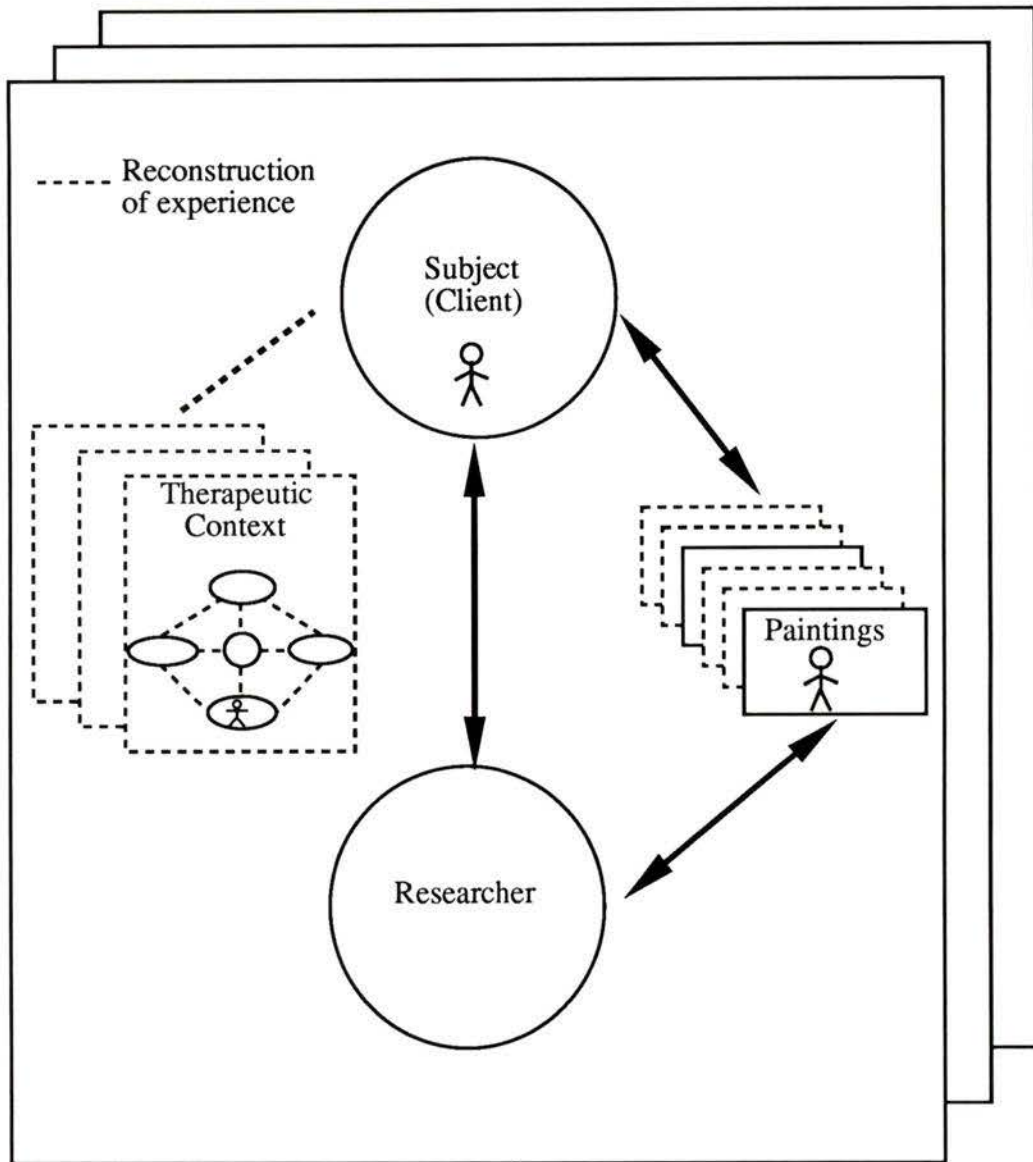 Reconstruction
of experience
Subject
(Client)
Therapeutic
Context
Paintings
Researcher